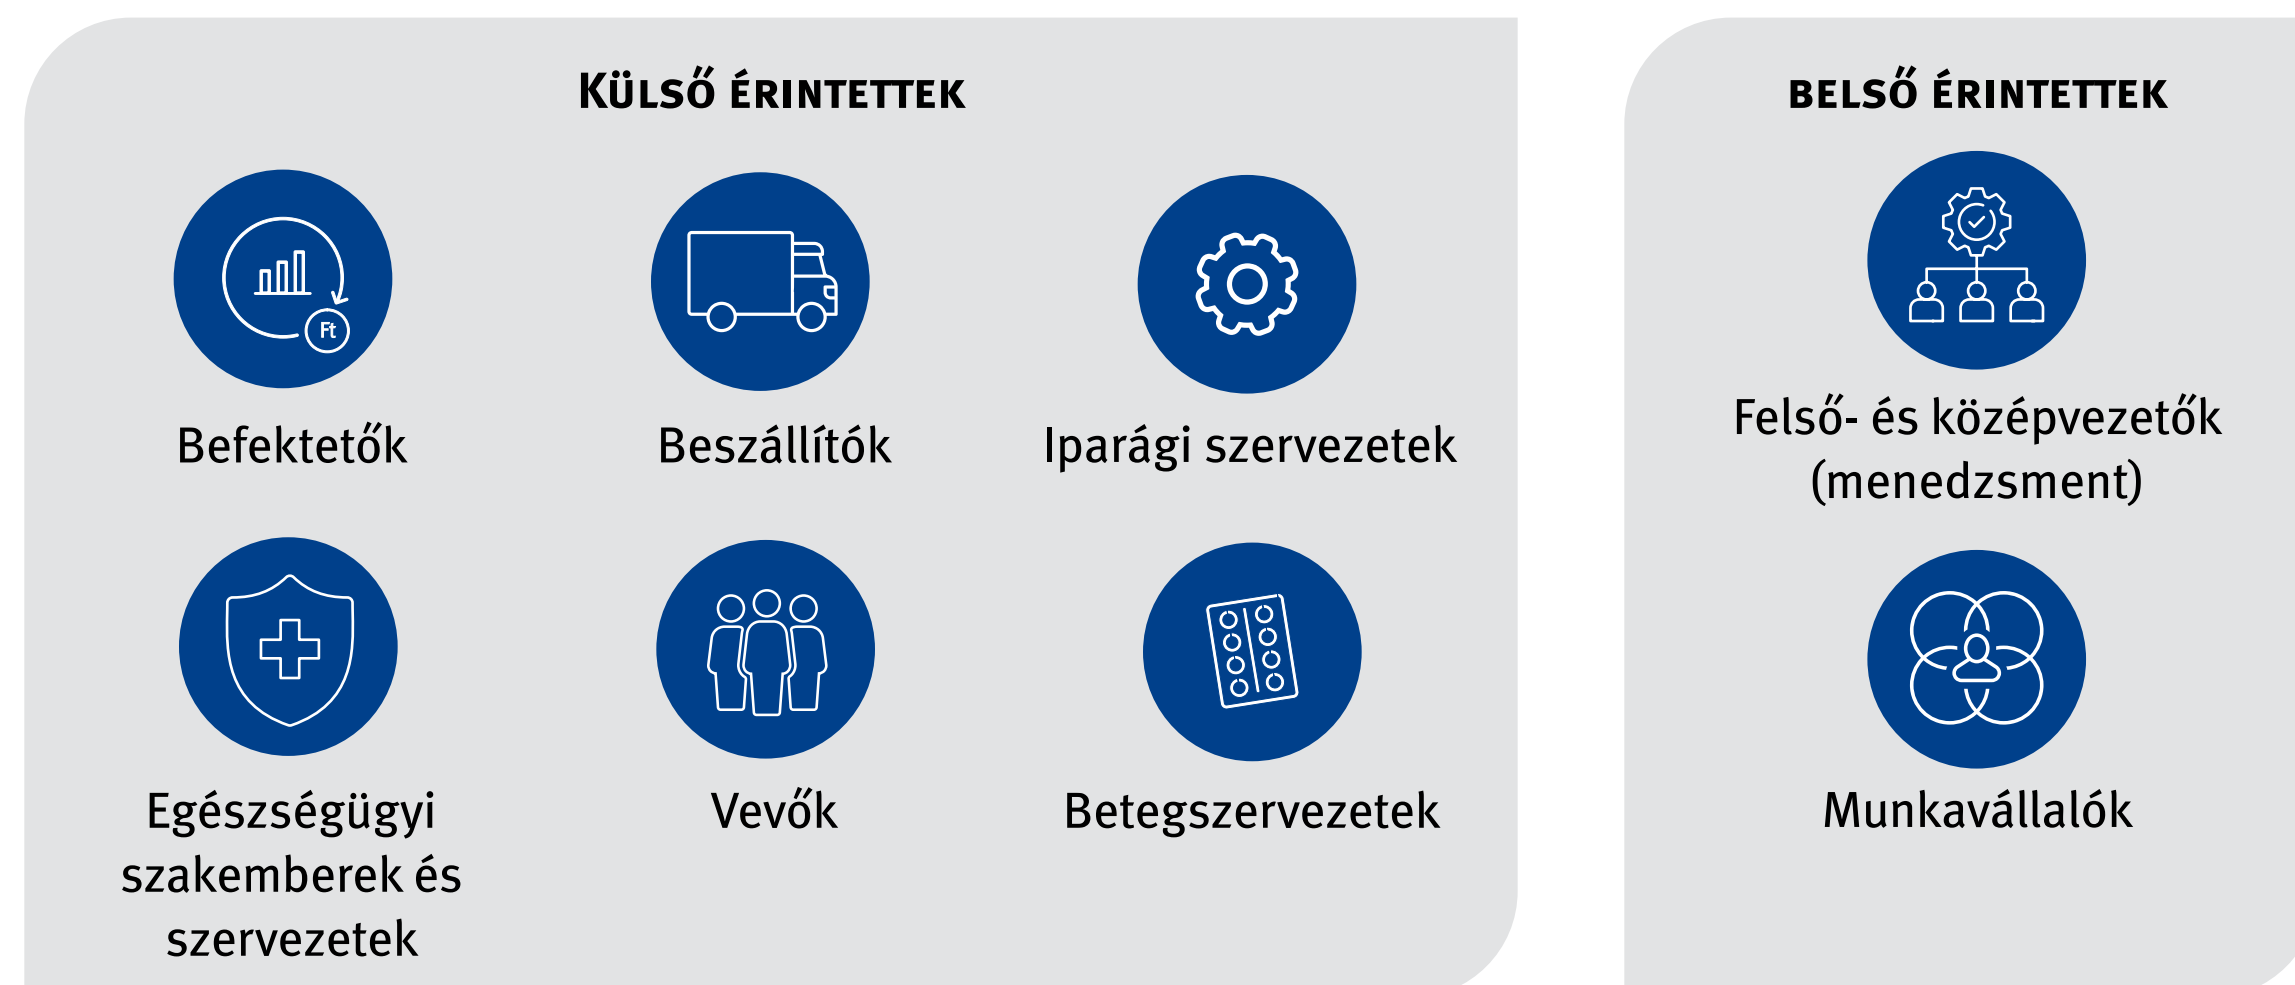 KÜLSŐ ÉRINTETTEK
Ft
Befektetők
Beszállítók
Iparági szervezetek
Egészségügyi
szakemberek és
szervezetek
Vevők
Betegszervezetek
BELSŐ ÉRINTETTEK
Felső- és középvezetők
(menedzsment)
Munkavállalók